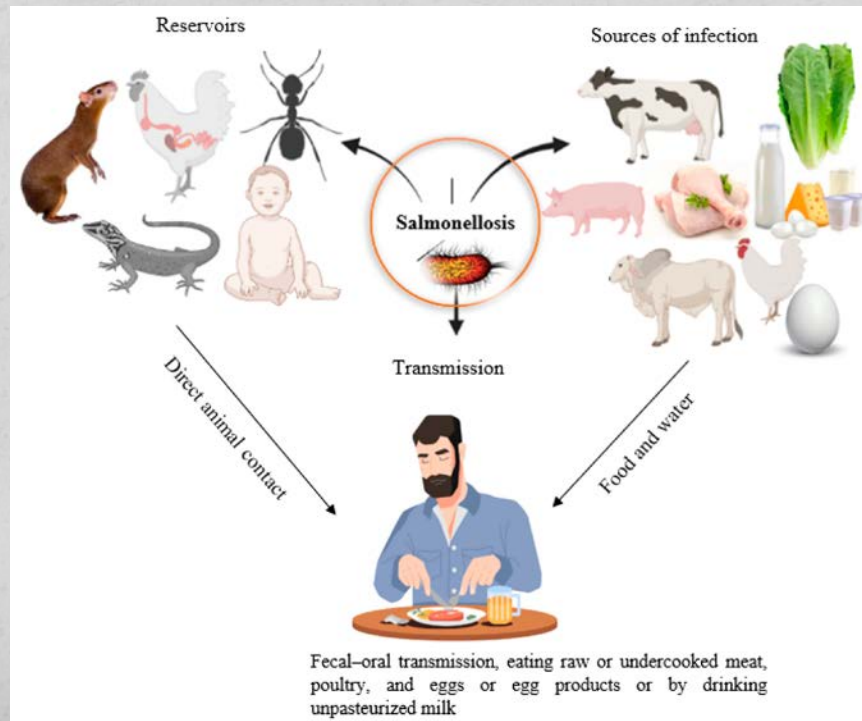 Reservoirs
Sources of infection
Salmonellosis
Transmission
Direct animal contact
Food and water
Fecal–oral transmission, eating raw or undercooked meat,
poultry, and eggs or egg products or by drinking
unpasteurized milk